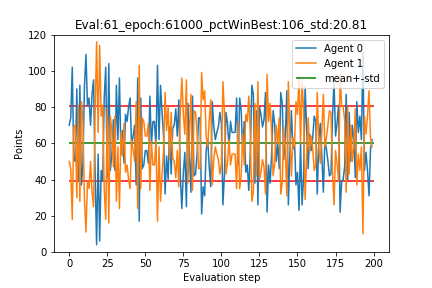 Eval:61_epoch:61000_pctWinBest:106_std:20.81
Agent 0
Agent 1
mean+-std
Points
120
100
80
60
40
20
0
0
25
50
75
100
125
150
175
200
Evaluation step